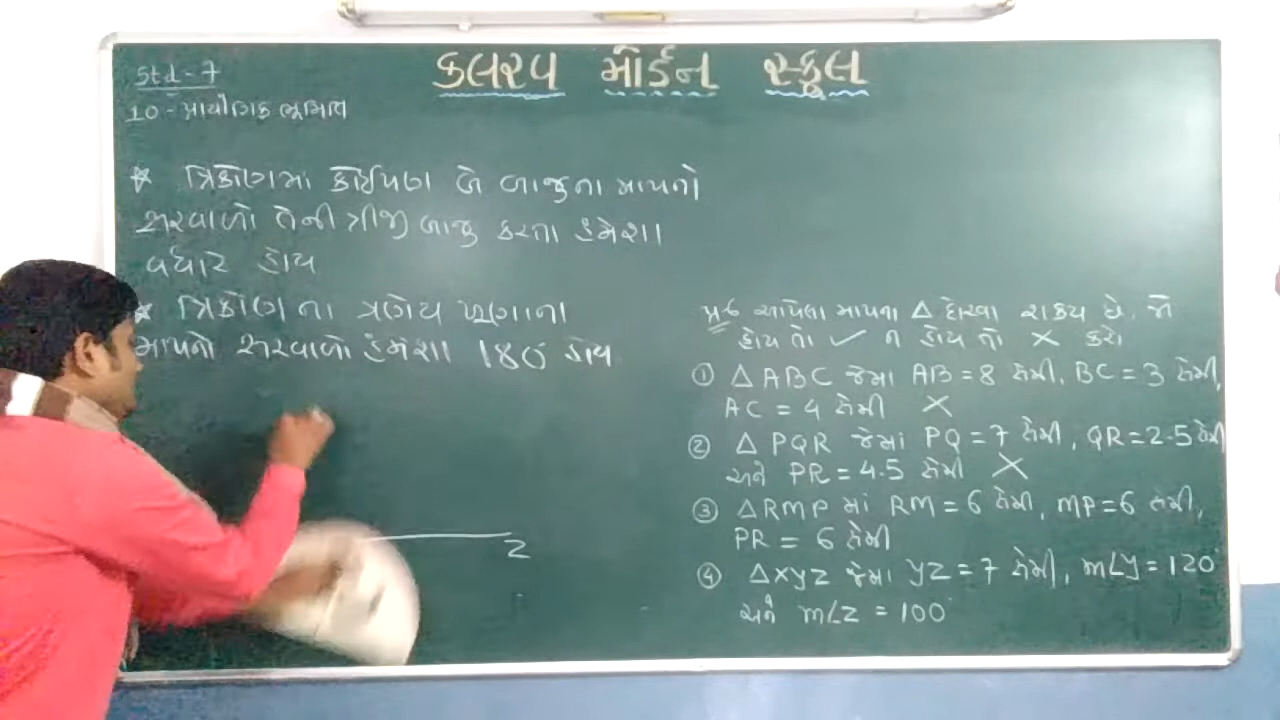 કલરવ મોર્ડન સ્કૂલ
Std-7
10-પ્રાયોગિક ભૂમિતિ
* ત્રિકોણમાં કોઈપણ બે બાજુના માપનો
સરવાળો તેની ત્રીજી બાજુ કરતા હંમેશા
વધારે હોય
* ત્રિકોણ ના ત્રણેય ખૂણાના
માપનો સરવાળો હંમેશા 180° હોય
Z
પ્ર-6 આપેલા માપના △ દોરવા શક્ય છે. જો
હોય તો ✓ ન હોય તો ✗ કરો
① △ ABC જેમાં AB = 8 સેમી, BC = 3 સેમી,
AC = 4 સેમી ✗
② △ PQR જેમાં PQ = 7 સેમી, QR = 2.5 સેમી
અને PR = 4.5 સેમી ✗
③ △RMP માં RM = 6 સેમી, MP = 6 સેમી,
PR = 6 સેમી
④ △XYZ જેમાં YZ = 7 સેમી, m∠y = 120°
અને m∠Z = 100°